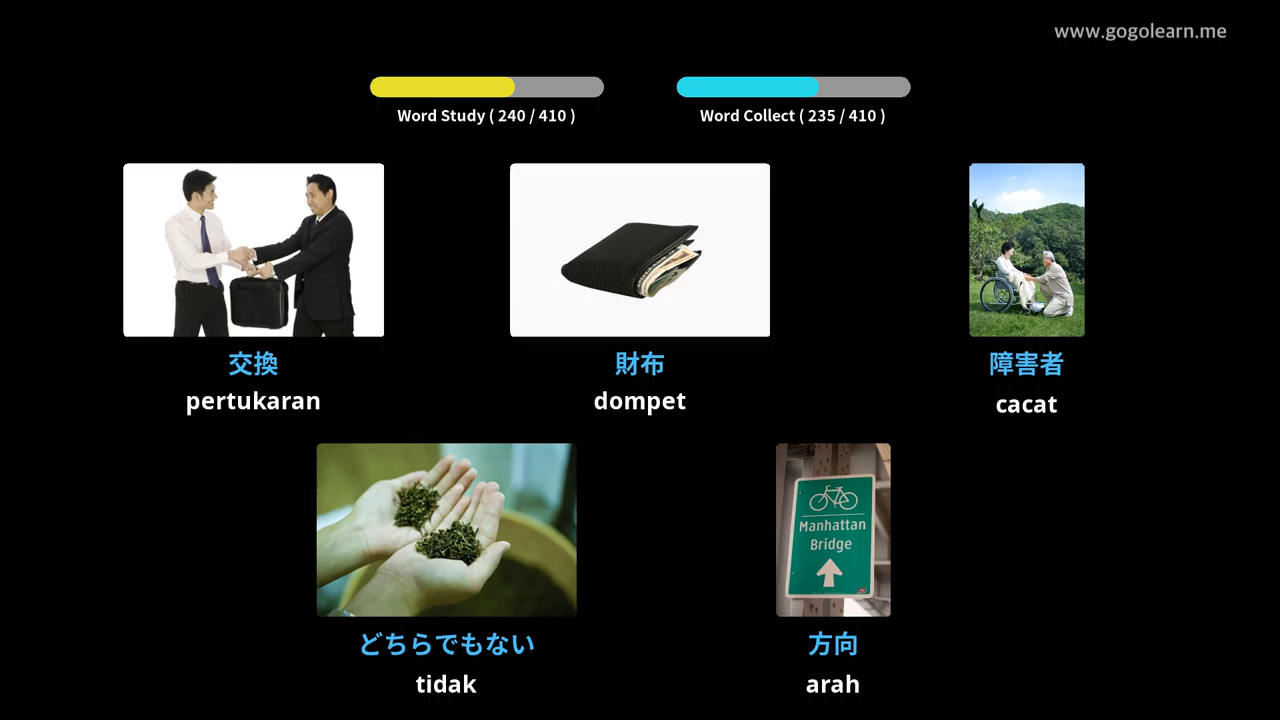 www.gogolearn.me
Word Study ( 240 / 410 )
Word Collect ( 235 / 410 )
交換
pertukaran
財布
dompet
障害者
cacat
Manhattan
Bridge
どちらでもない
tidak
方向
arah